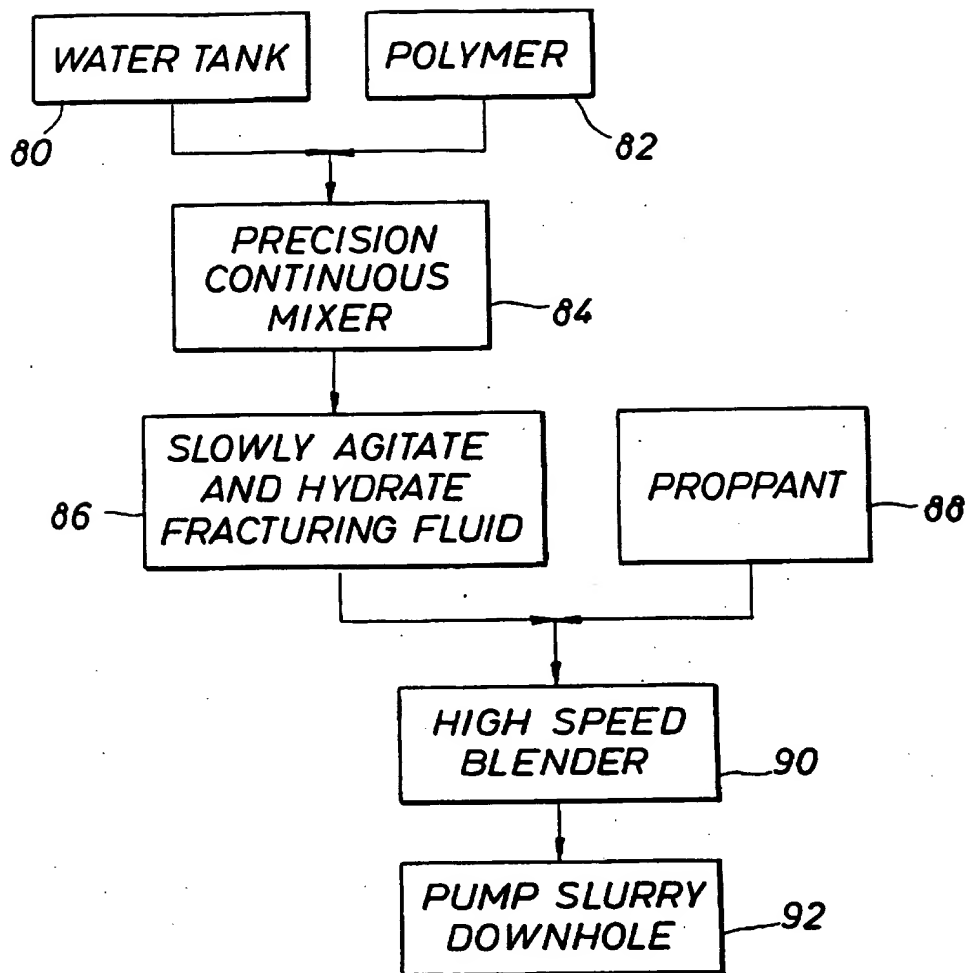 WATER TANK
POLYMER
80
82
PRECISION
CONTINUOUS
MIXER
84
SLOWLY AGITATE
AND HYDRATE
FRACTURING FLUID
86
PROPPANT
88
HIGH SPEED
BLENDER
90
PUMP SLURRY
DOWNHOLE
92